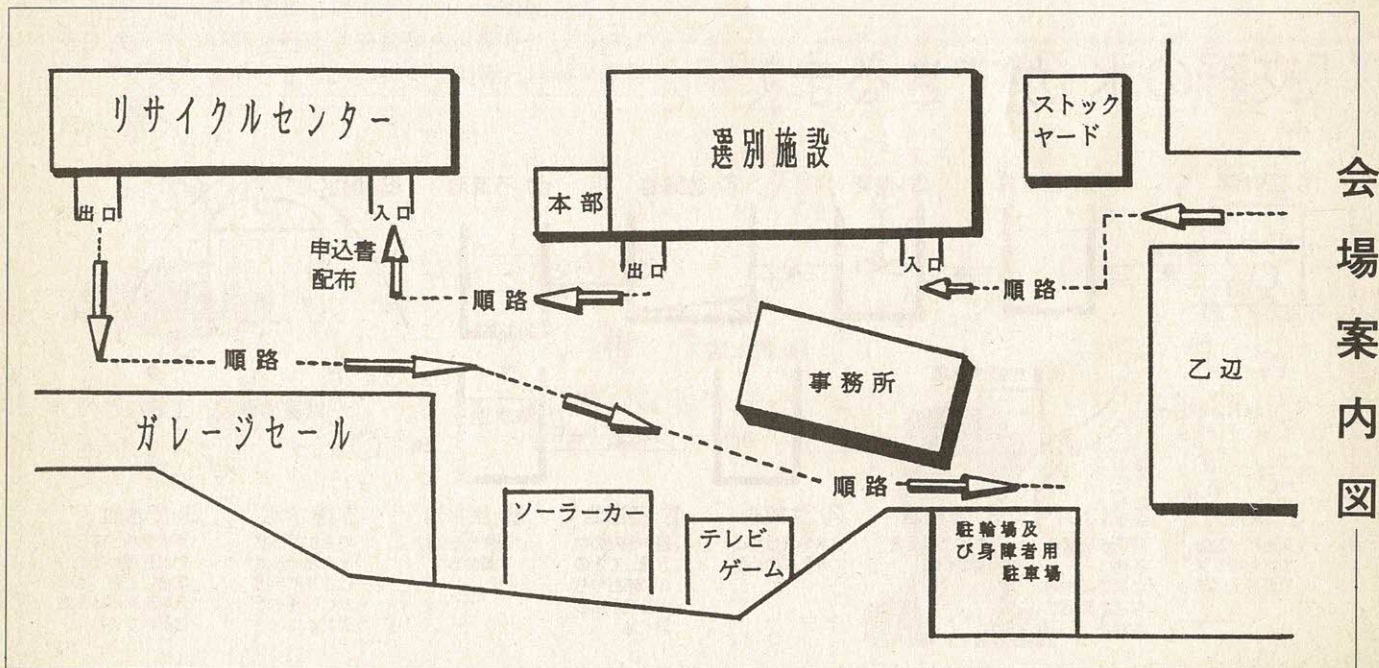 会場案内図
リサイクルセンター
出口
入口
申込書
配布
選別施設
本部
出口
入口
ストック
ヤード
順路
順路
順路
順路
事務所
乙辺
ガレージセール
ソーラーカー
テレビ
ゲーム
駐輪場及
び身障者用
駐車場